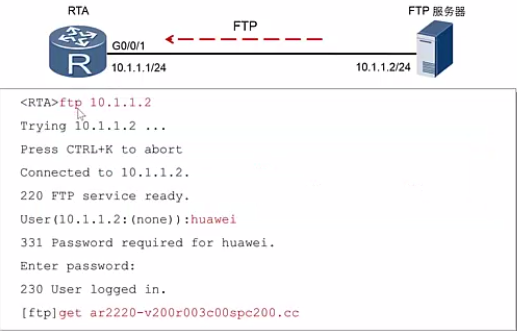 RTA
FTP 服务器
FTP
G0/0/1
R
10.1.1.1/24
10.1.1.2/24
<RTA>ftp 10.1.1.2
Trying 10.1.1.2 ...
Press CTRL+K to abort
Connected to 10.1.1.2.
220 FTP service ready.
User(10.1.1.2:(none)):huawei
331 Password required for huawei.
Enter password:
230 User logged in.
[ftp]get ar2220-v200r003c00spc200.cc